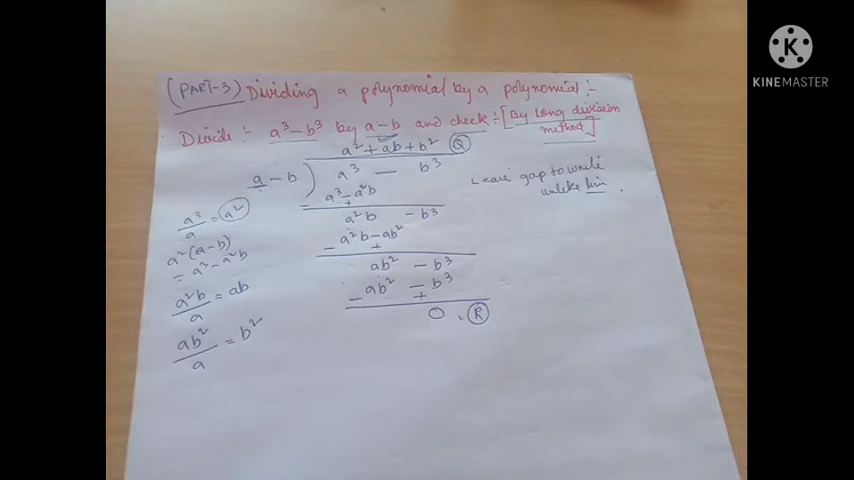 (PART-3) Dividing a polynomial by a polynomial :-
Divide :- a³ - b³ by a - b and check :- [By Long division method]
a² + ab + b² Q
a - b ) a³ - b³
a³ - a²b
- +
a²b - b³
a²b - ab²
- +
ab² - b³
ab² - b³
- +
0 . R
Leave gap to write
unlike
a³/a = a²
a²(a-b)
= a³ - a²b
a²b/a = ab
ab²/a = b²
K
KINEMASTER